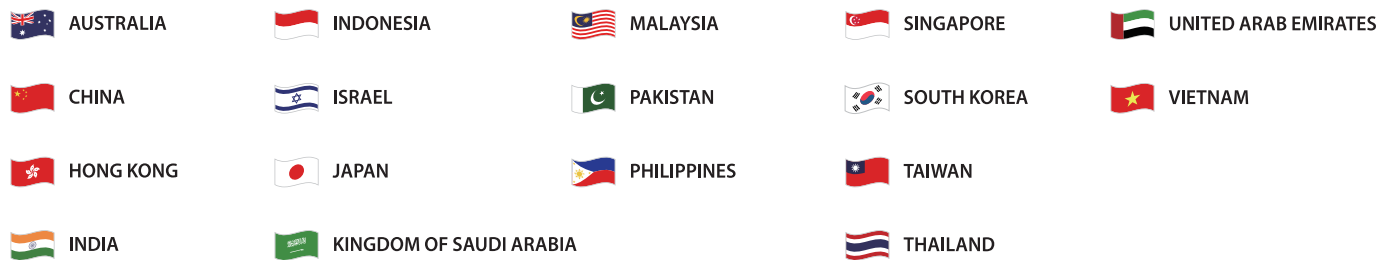 AUSTRALIA
CHINA
HONG KONG
INDIA
INDONESIA
ISRAEL
JAPAN
KINGDOM OF SAUDI ARABIA
MALAYSIA
PAKISTAN
PHILIPPINES
SINGAPORE
SOUTH KOREA
TAIWAN
THAILAND
UNITED ARAB EMIRATES
VIETNAM